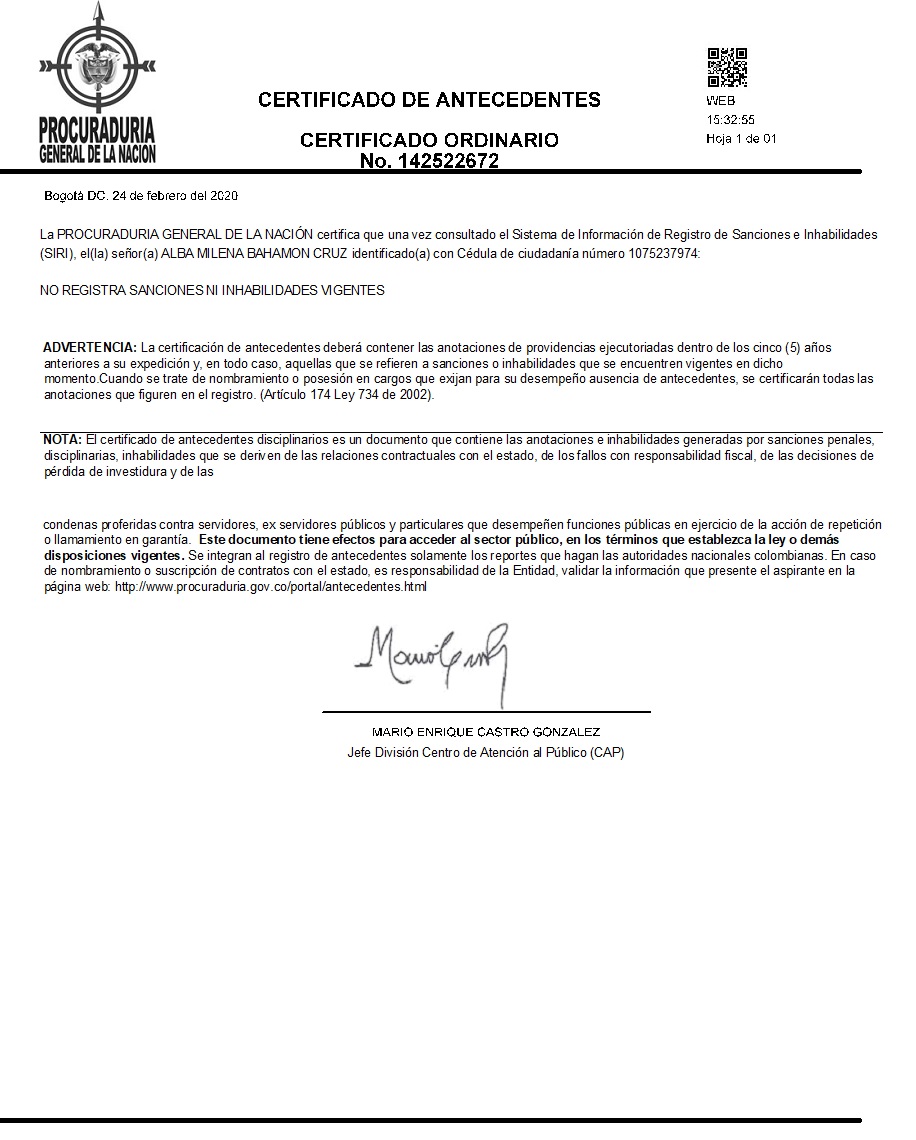 PROCURADURIA
GENERAL DE LA NACION
CERTIFICADO DE ANTECEDENTES
CERTIFICADO ORDINARIO
No. 142522672
WEB
15:32:55
Hoja 1 de 01
Bogotá DC. 24 de febrero del 2020
La PROCURADURIA GENERAL DE LA NACIÓN certifica que una vez consultado el Sistema de Información de Registro de Sanciones e Inhabilidades
(SIRI), el(la) señor(a) ALBA MILENA BAHAMON CRUZ identificado(a) con Cédula de ciudadanía número 1075237974:
NO REGISTRA SANCIONES NI INHABILIDADES VIGENTES
ADVERTENCIA: La certificación de antecedentes deberá contener las anotaciones de providencias ejecutoriadas dentro de los cinco (5) años
anteriores a su expedición y, en todo caso, aquellas que se refieren a sanciones o inhabilidades que se encuentren vigentes en dicho
momento.Cuando se trate de nombramiento o posesión en cargos que exijan para su desempeño ausencia de antecedentes, se certificarán todas las
anotaciones que figuren en el registro. (Artículo 174 Ley 734 de 2002).
NOTA: El certificado de antecedentes disciplinarios es un documento que contiene las anotaciones e inhabilidades generadas por sanciones penales,
disciplinarias, inhabilidades que se deriven de las relaciones contractuales con el estado, de los fallos con responsabilidad fiscal, de las decisiones de
pérdida de investidura y de las
condenas proferidas contra servidores, ex servidores públicos y particulares que desempeñen funciones públicas en ejercicio de la acción de repetición
o llamamiento en garantía. Este documento tiene efectos para acceder al sector público, en los términos que establezca la ley o demás
disposiciones vigentes. Se integran al registro de antecedentes solamente los reportes que hagan las autoridades nacionales colombianas. En caso
de nombramiento o suscripción de contratos con el estado, es responsabilidad de la Entidad, validar la información que presente el aspirante en la
página web: http://www.procuraduria.gov.co/portal/antecedentes.html
MARIO ENRIQUE CASTRO GONZALEZ
Jefe División Centro de Atención al Público (CAP)